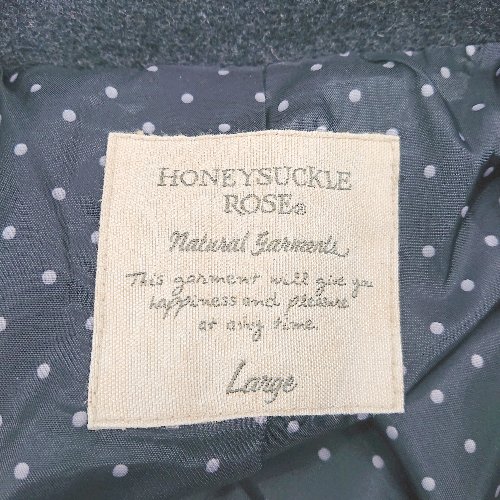 HONEYSUCKLE
ROSE®
Natural Garments
This garment will give you
happiness and pleasure
at any time.
Large